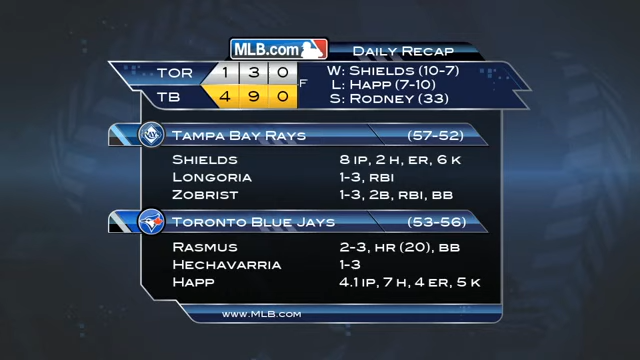 MLB.com DAILY RECAP
TOR 1 3 0
TB 4 9 0
F
W: SHIELDS (10-7)
L: HAPP (7-10)
S: RODNEY (33)
TAMPA BAY RAYS (57-52)
SHIELDS 8 IP, 2 H, ER, 6 K
LONGORIA 1-3, RBI
ZOBRIST 1-3, 2B, RBI, BB
TORONTO BLUE JAYS (53-56)
RASMUS 2-3, HR (20), BB
HECHAVARRIA 1-3
HAPP 4.1 IP, 7 H, 4 ER, 5 K
www.MLB.com